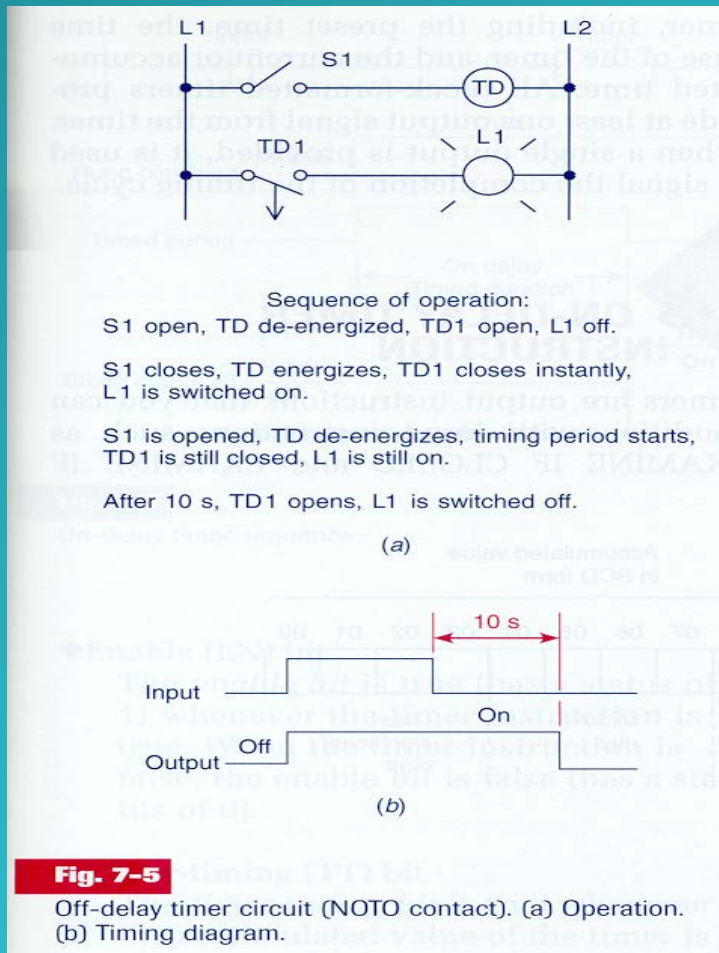 L1
L2
S1
TD
TD1
L1
Sequence of operation:
S1 open, TD de-energized, TD1 open, L1 off.
S1 closes, TD energizes, TD1 closes instantly,
L1 is switched on.
S1 is opened, TD de-energizes, timing period starts,
TD1 is still closed, L1 is still on.
After 10 s, TD1 opens, L1 is switched off.
(a)
10 s
Input
On
Off
Output
(b)
Fig. 7-5
Off-delay timer circuit (NOTO contact). (a) Operation.
(b) Timing diagram.